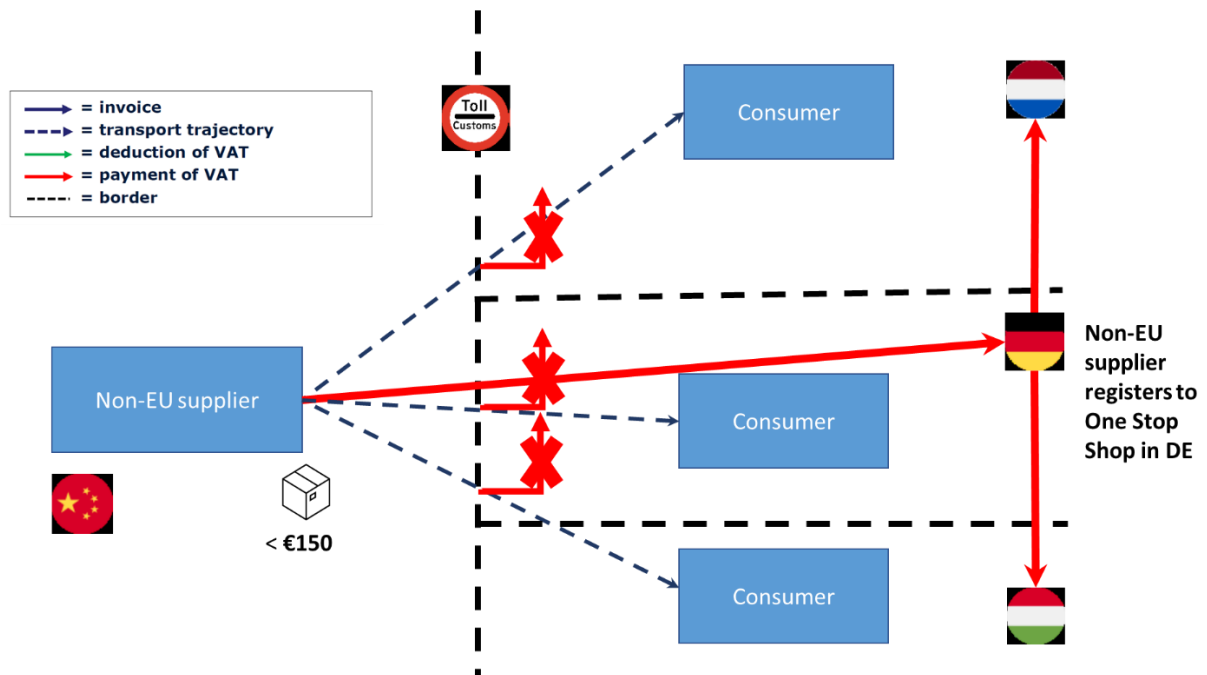 = invoice
= transport trajectory
= deduction of VAT
= payment of VAT
= border
Toll
Customs
Consumer
Non-EU supplier
< €150
Consumer
Non-EU
supplier
registers to
One Stop
Shop in DE
Consumer